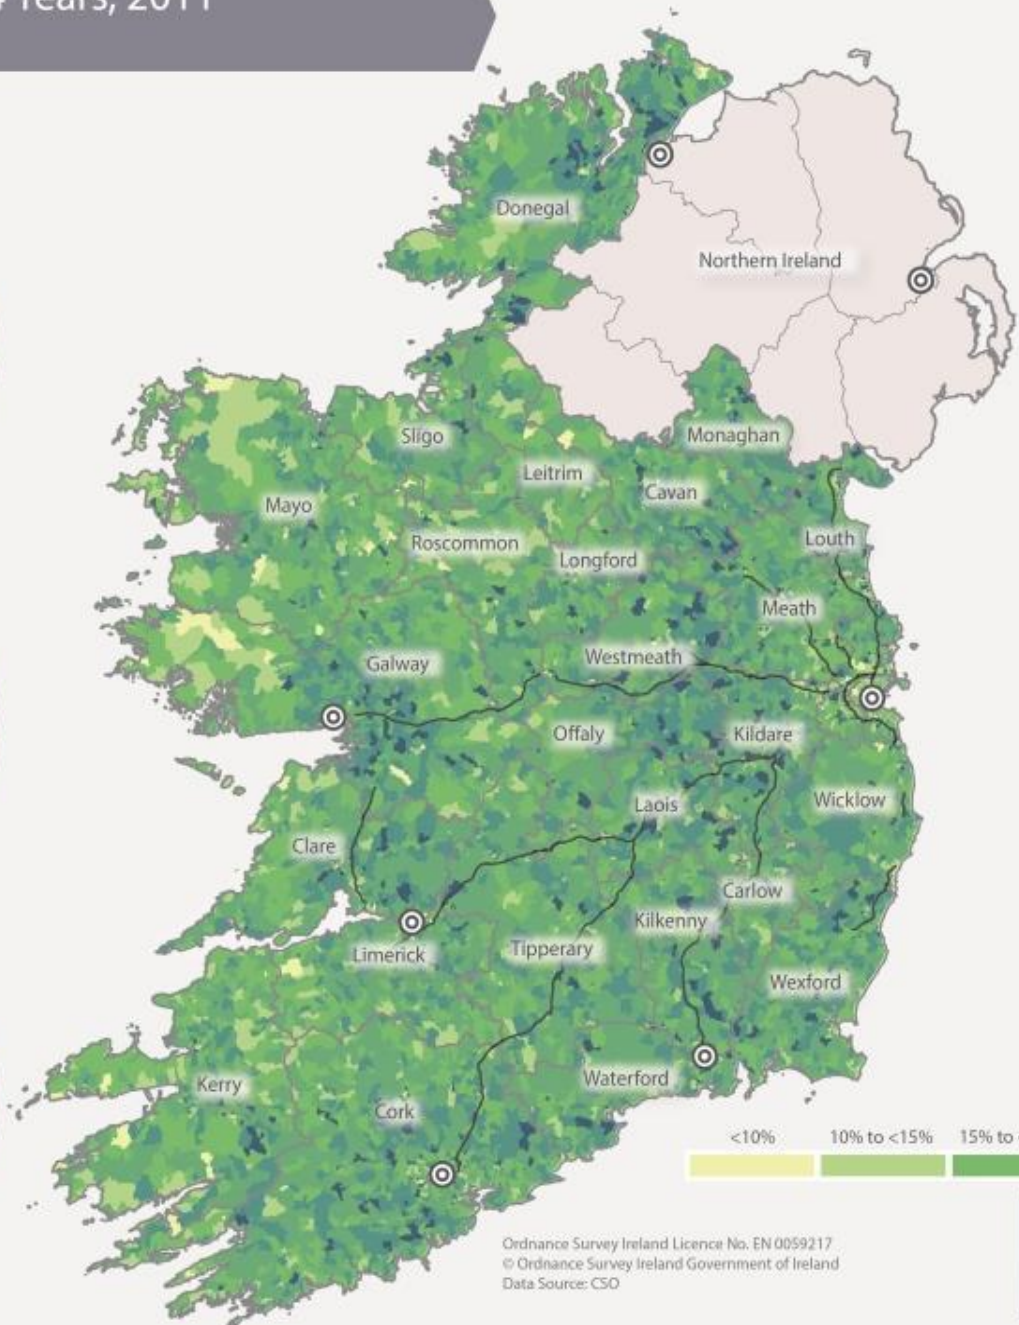 Years, 2011
Donegal
Northern Ireland
Sligo
Monaghan
Leitrim
Cavan
Mayo
Roscommon
Louth
Longford
Meath
Westmeath
Galway
Offaly
Kildare
Laois
Wicklow
Clare
Carlow
Kilkenny
Limerick
Tipperary
Wexford
Waterford
Kerry
Cork
<10% 10% to <15% 15% to
Ordnance Survey Ireland Licence No. EN 0059217
© Ordnance Survey Ireland Government of Ireland
Data Source: CSO